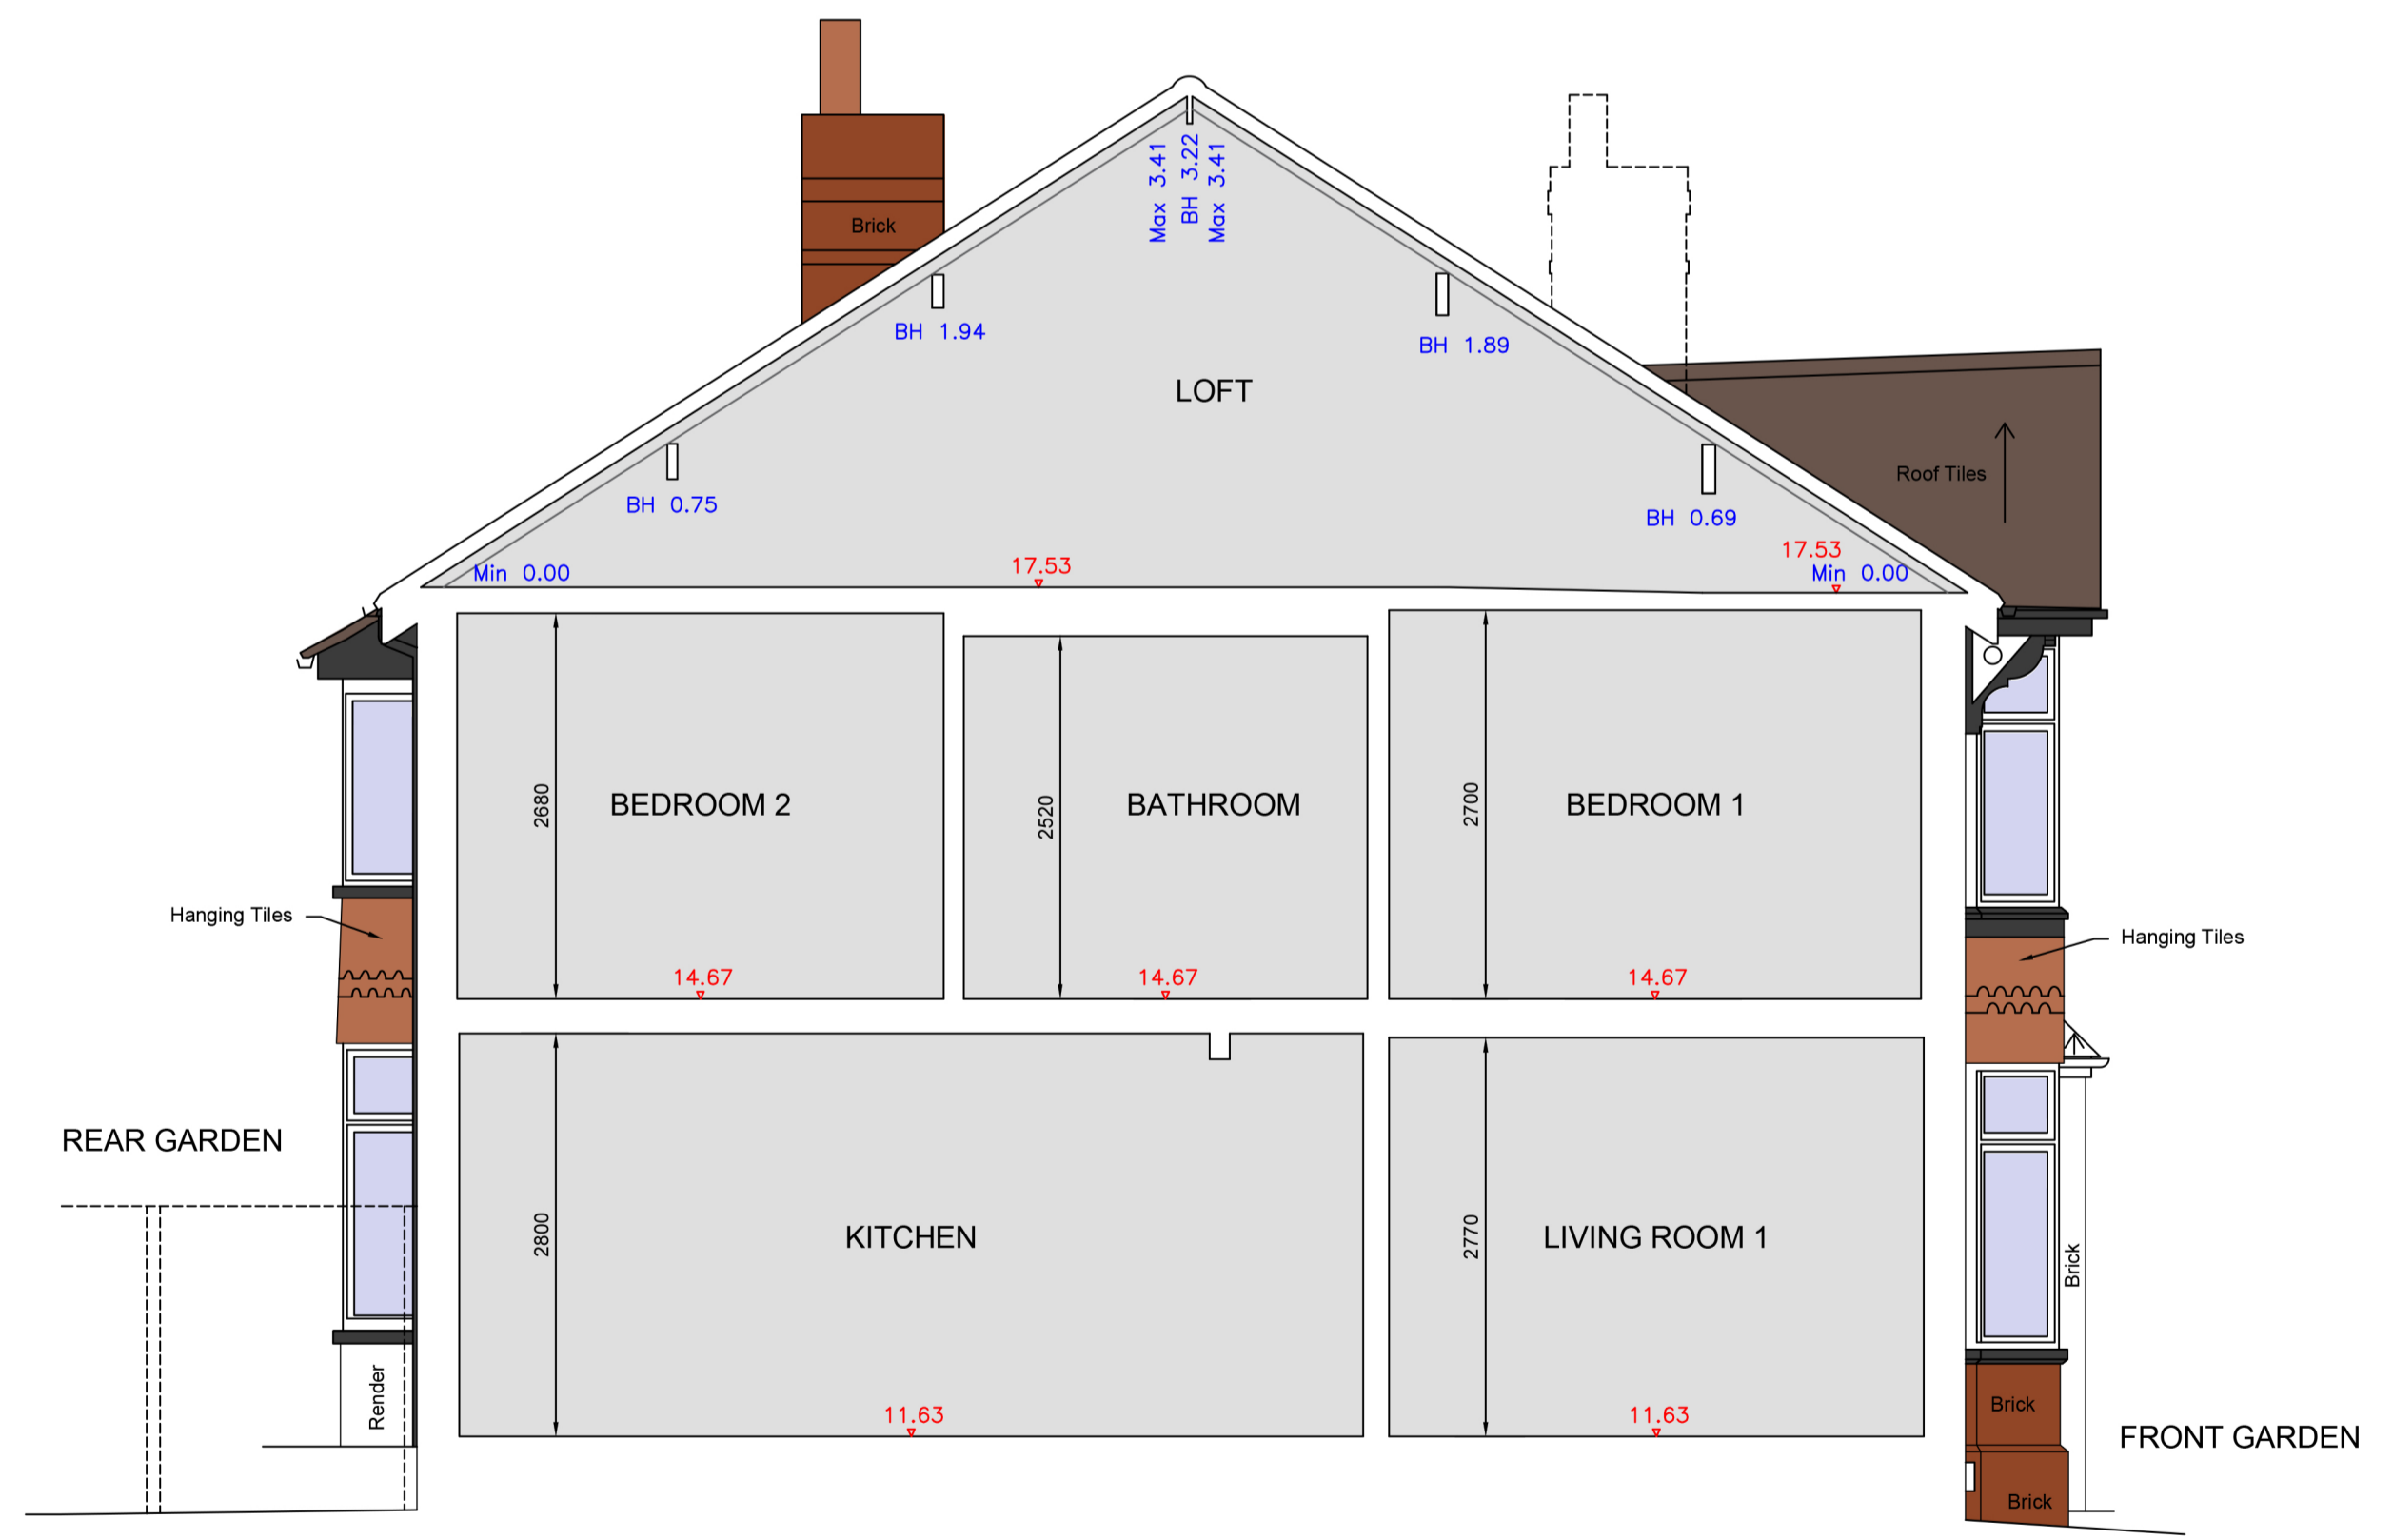 Brick
Max 3.41
BH 3.22
Max 3.41
BH 1.94
BH 1.89
LOFT
Roof Tiles
BH 0.75
BH 0.69
17.53
17.53
Min 0.00
Min 0.00
2680
BEDROOM 2
2520
BATHROOM
2700
BEDROOM 1
Hanging Tiles
Hanging Tiles
14.67
14.67
14.67
REAR GARDEN
2800
KITCHEN
2770
LIVING ROOM 1
Brick
Render
11.63
11.63
Brick
FRONT GARDEN
Brick